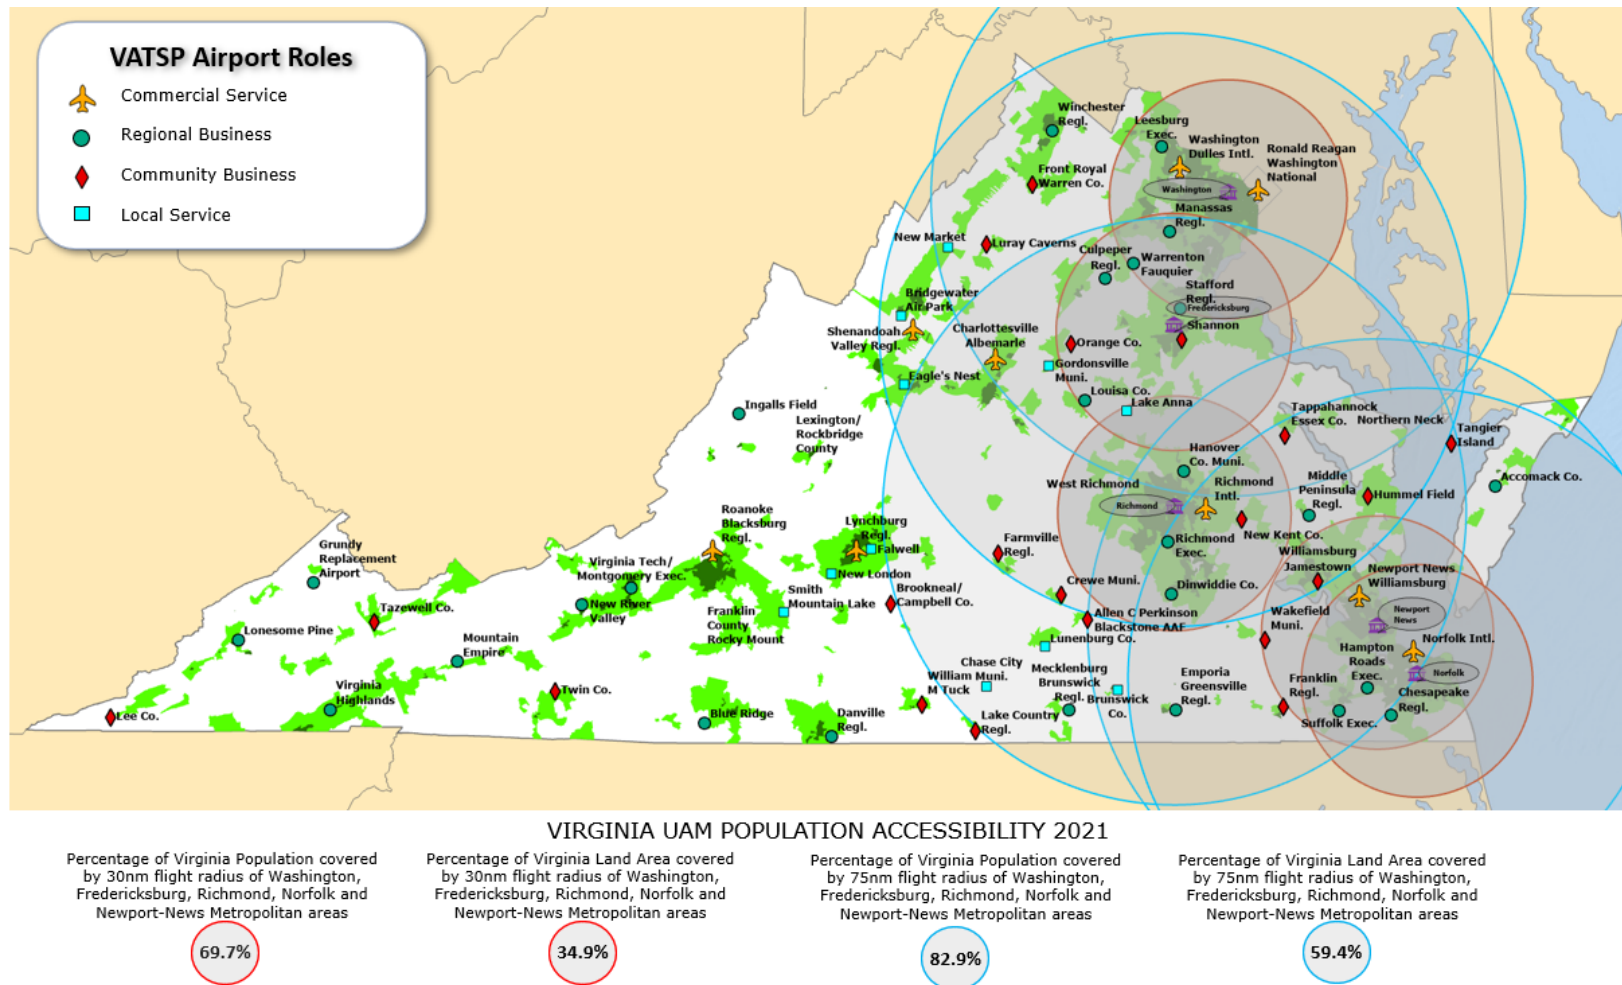 VATSP Airport Roles
Commercial Service
Regional Business
Community Business
Local Service
Winchester
Regl.
Leesburg
Exec.
Washington
Dulles Intl.
Ronald Reagan
Washington
National
Front Royal
Warren Co.
Washington
Manassas
Regl.
New Market
Luray Caverns
Culpeper
Regl.
Warrenton
Fauquier
Stafford
Regl.
Fredericksburg
Shannon
Bridgewater
Air Park
Shenandoah
Valley Regl.
Charlottesville
Albemarle
Orange Co.
Gordonsville
Muni.
Eagle's Nest
Louisa Co.
Lake Anna
Ingalls Field
Lexington/
Rockbridge
County
Tappahannock
Essex Co.
Northern Neck
Tangier
Island
Hanover
Co. Muni.
West Richmond
Richmond
Intl.
Richmond
Middle
Peninsula
Regl.
Hummel Field
Accomack Co.
Roanoke
Blacksburg
Regl.
Lynchburg
Regl.
Falwell
New London
Farmville
Regl.
Richmond
Exec.
New Kent Co.
Williamsburg
Jamestown
Newport News
Williamsburg
Grundy
Replacement
Airport
Virginia Tech/
Montgomery Exec.
New River
Valley
Smith
Mountain Lake
Franklin
County
Rocky Mount
Brookneal/
Campbell Co.
Crewe Muni.
Dinwiddie Co.
Allen C Perkinson
Blackstone AAF
Wakefield
Muni.
Newport
News
Tazewell Co.
Lonesome Pine
Mountain
Empire
Lunenburg Co.
Hampton
Roads
Exec.
Norfolk Intl.
Norfolk
Chase City
Muni.
William
M Tuck
Mecklenburg
Brunswick
Regl.
Brunswick
Co.
Emporia
Greensville
Regl.
Franklin
Regl.
Chesapeake
Regl.
Suffolk Exec.
Virginia
Highlands
Twin Co.
Lee Co.
Blue Ridge
Danville
Regl.
Lake Country
Regl.
VIRGINIA UAM POPULATION ACCESSIBILITY 2021
Percentage of Virginia Population covered
by 30nm flight radius of Washington,
Fredericksburg, Richmond, Norfolk and
Newport-News Metropolitan areas
69.7%
Percentage of Virginia Land Area covered
by 30nm flight radius of Washington,
Fredericksburg, Richmond, Norfolk and
Newport-News Metropolitan areas
34.9%
Percentage of Virginia Population covered
by 75nm flight radius of Washington,
Fredericksburg, Richmond, Norfolk and
Newport-News Metropolitan areas
82.9%
Percentage of Virginia Land Area covered
by 75nm flight radius of Washington,
Fredericksburg, Richmond, Norfolk and
Newport-News Metropolitan areas
59.4%